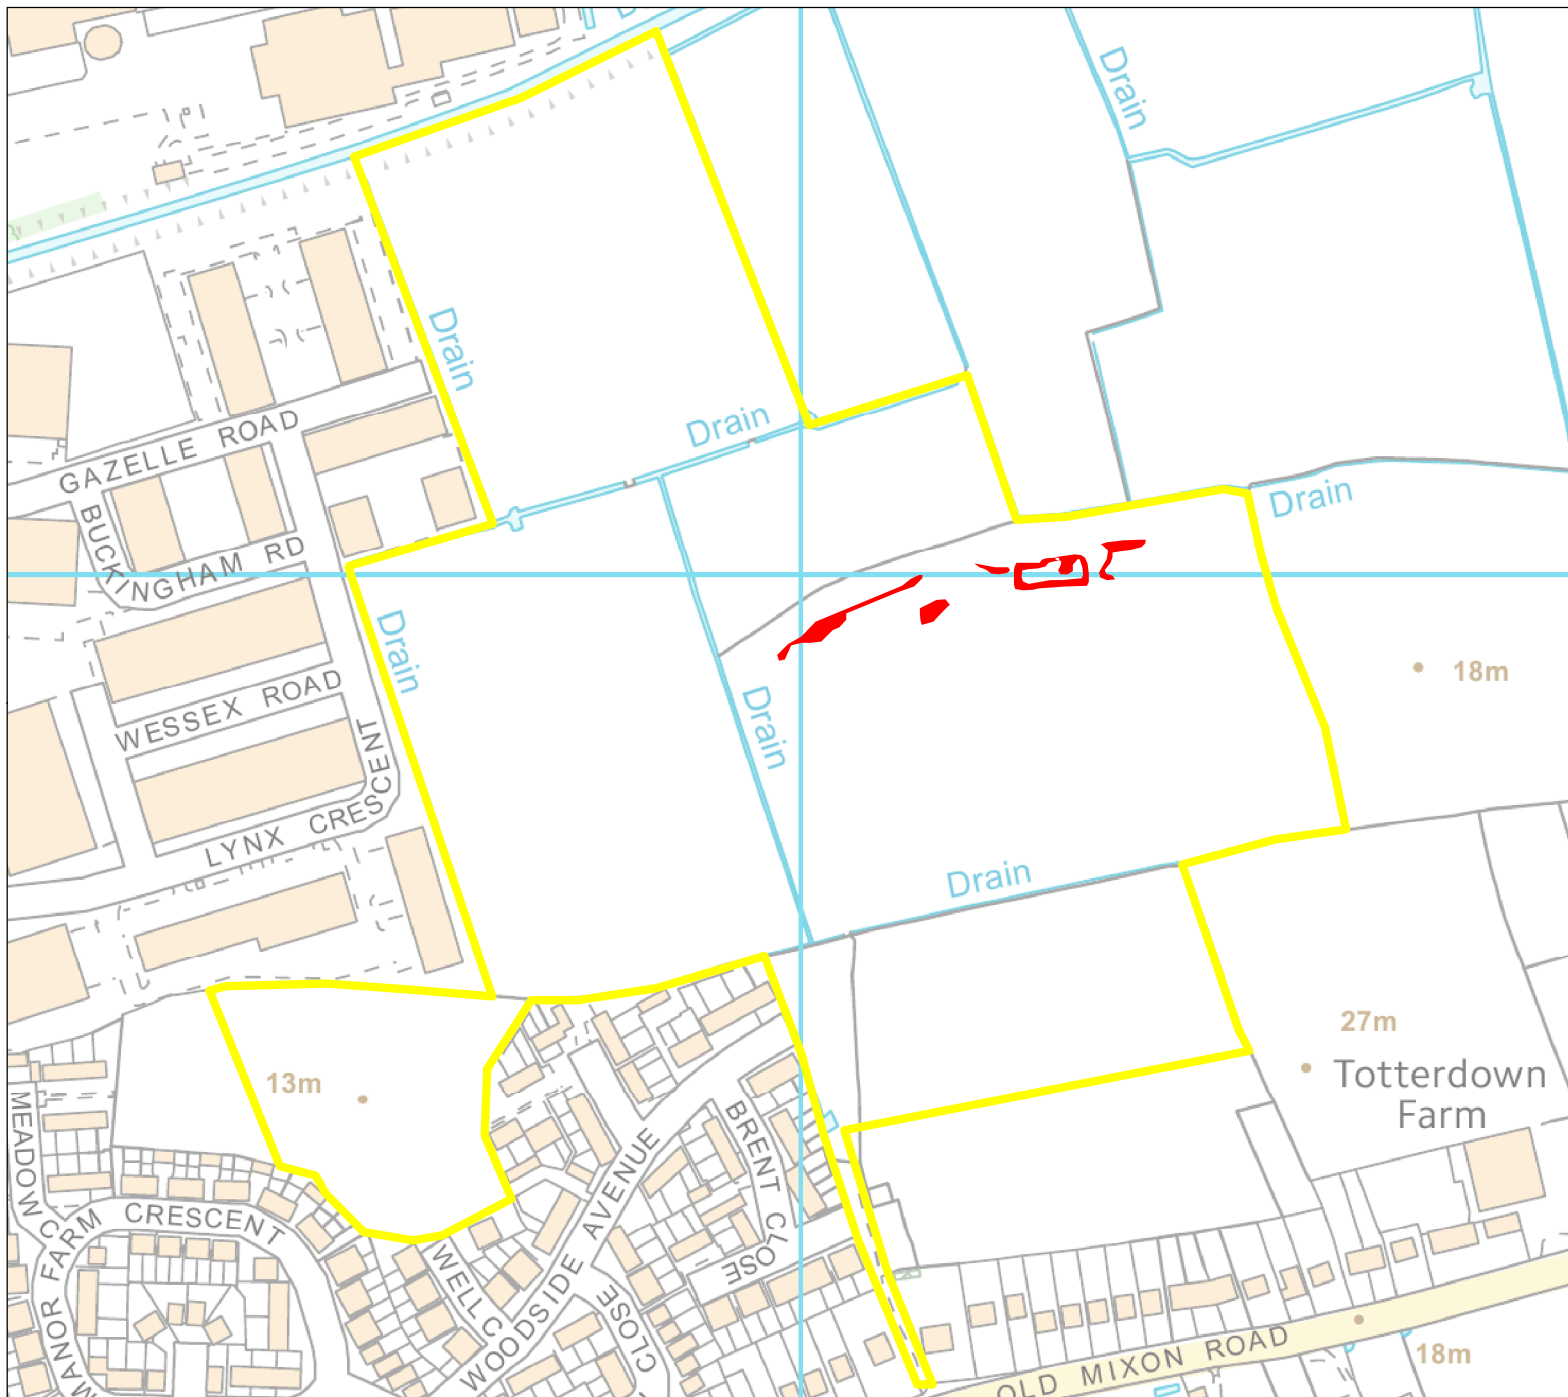 D
Drain
Drain
GAZELLE ROAD
Drain
Drain
BUCKINGHAM RD
Drain
WESSEX ROAD
18m
Drain
LYNX CRESCENT
Drain
27m
Totterdown
Farm
13m
MEADOW C
BRENT CLOSE
MANOR FARM CRESCENT
WELL C
WOODSIDE AVENUE
CLOSE
OLD MIXON ROAD
18m